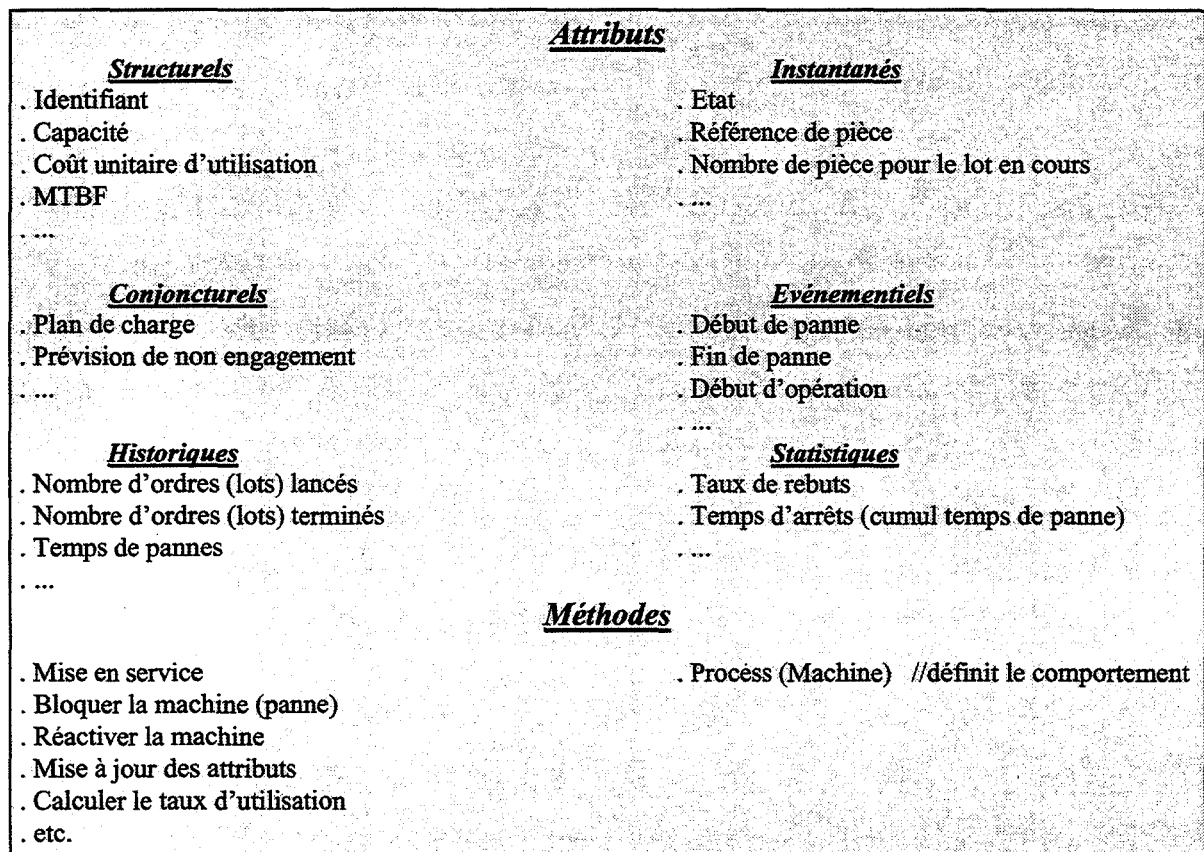 Attributs
Structurels
. Identifiant
. Capacité
. Coût unitaire d'utilisation
. MTBF
. ...
Instantanés
. Etat
. Référence de pièce
. Nombre de pièce pour le lot en cours
. ...
Conjoncturels
. Plan de charge
. Prévision de non engagement
. ...
Evénementiels
. Début de panne
. Fin de panne
. Début d'opération
. ...
Historiques
. Nombre d'ordres (lots) lancés
. Nombre d'ordres (lots) terminés
. Temps de pannes
. ...
Statistiques
. Taux de rebuts
. Temps d'arrêts (cumul temps de panne)
. ...
Méthodes
. Mise en service
. Bloquer la machine (panne)
. Réactiver la machine
. Mise à jour des attributs
. Calculer le taux d'utilisation
. etc.
. Process (Machine) //définit le comportement